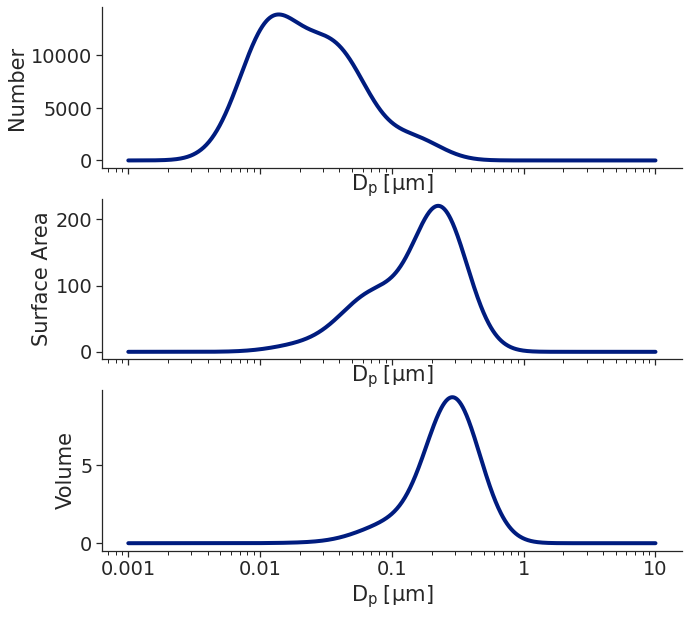 Number
10000
5000
0
Dp [μm]
Surface Area
200
100
0
Dp [μm]
Volume
5
0
0.001 0.01 0.1 1 10
Dp [μm]